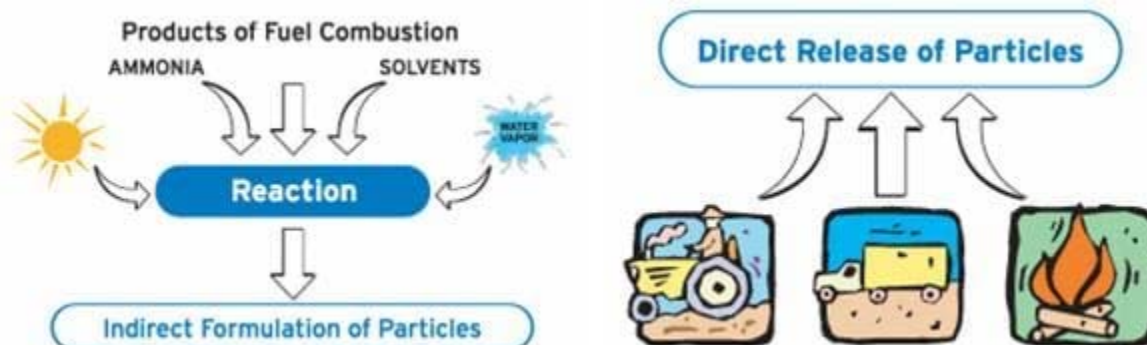 Products of Fuel Combustion
AMMONIA
SOLVENTS
WATER
VAPOR
Reaction
Indirect Formulation of Particles
Direct Release of Particles